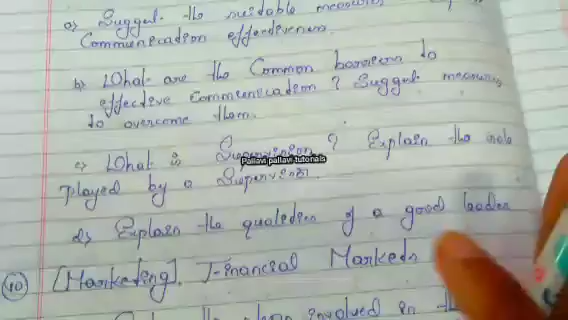 a) Suggest the suitable measures
Communication effectiveness.
b) What are the Common barriers to
effective Communication ? Suggest measures
to overcome them.
c) What is Supervision ? Explain the role
Pallavi pallavi tutorials
played by a Supervisor
d) Explain the qualities of a good leader
(10) [Marketing]. Financial Markets
involved in the